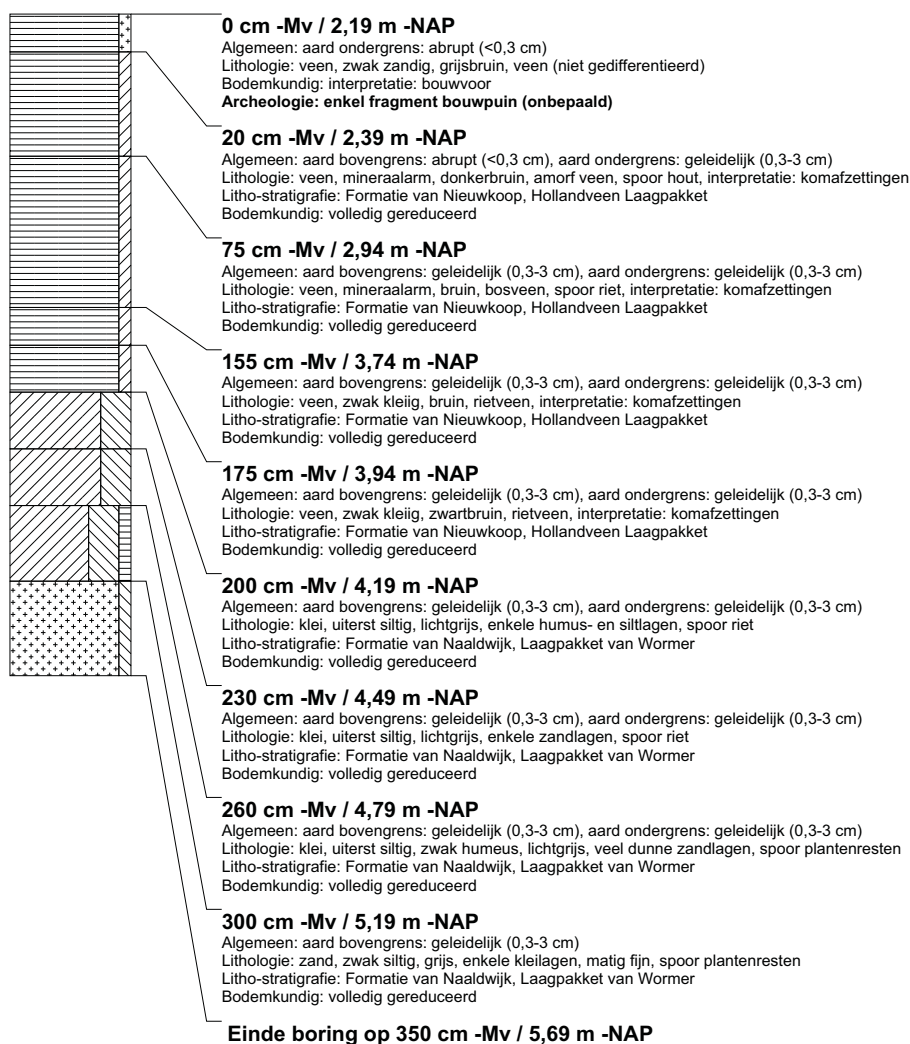 0 cm -Mv / 2,19 m -NAP
Algemeen: aard ondergrens: abrupt (<0,3 cm)
Lithologie: veen, zwak zandig, grijsbruin, veen (niet gedifferentieerd)
Bodemkundig: interpretatie: bouwvoor
Archeologie: enkel fragment bouwpuin (onbepaald)
20 cm -Mv / 2,39 m -NAP
Algemeen: aard bovengrens: abrupt (<0,3 cm), aard ondergrens: geleidelijk (0,3-3 cm)
Lithologie: veen, mineraalarm, donkerbruin, amorf veen, spoor hout, interpretatie: komafzettingen
Litho-stratigrafie: Formatie van Nieuwkoop, Hollandveen Laagpakket
Bodemkundig: volledig gereduceerd
75 cm -Mv / 2,94 m -NAP
Algemeen: aard bovengrens: geleidelijk (0,3-3 cm), aard ondergrens: geleidelijk (0,3-3 cm)
Lithologie: veen, mineraalarm, bruin, bosveen, spoor riet, interpretatie: komafzettingen
Litho-stratigrafie: Formatie van Nieuwkoop, Hollandveen Laagpakket
Bodemkundig: volledig gereduceerd
155 cm -Mv / 3,74 m -NAP
Algemeen: aard bovengrens: geleidelijk (0,3-3 cm), aard ondergrens: geleidelijk (0,3-3 cm)
Lithologie: veen, zwak kleiig, bruin, rietveen, interpretatie: komafzettingen
Litho-stratigrafie: Formatie van Nieuwkoop, Hollandveen Laagpakket
Bodemkundig: volledig gereduceerd
175 cm -Mv / 3,94 m -NAP
Algemeen: aard bovengrens: geleidelijk (0,3-3 cm), aard ondergrens: geleidelijk (0,3-3 cm)
Lithologie: veen, zwak kleiig, zwartbruin, rietveen, interpretatie: komafzettingen
Litho-stratigrafie: Formatie van Nieuwkoop, Hollandveen Laagpakket
Bodemkundig: volledig gereduceerd
200 cm -Mv / 4,19 m -NAP
Algemeen: aard bovengrens: geleidelijk (0,3-3 cm), aard ondergrens: geleidelijk (0,3-3 cm)
Lithologie: klei, uiterst siltig, lichtgrijs, enkele humus- en siltlagen, spoor riet
Litho-stratigrafie: Formatie van Naaldwijk, Laagpakket van Wormer
Bodemkundig: volledig gereduceerd
230 cm -Mv / 4,49 m -NAP
Algemeen: aard bovengrens: geleidelijk (0,3-3 cm), aard ondergrens: geleidelijk (0,3-3 cm)
Lithologie: klei, uiterst siltig, lichtgrijs, enkele zandlagen, spoor riet
Litho-stratigrafie: Formatie van Naaldwijk, Laagpakket van Wormer
Bodemkundig: volledig gereduceerd
260 cm -Mv / 4,79 m -NAP
Algemeen: aard bovengrens: geleidelijk (0,3-3 cm), aard ondergrens: geleidelijk (0,3-3 cm)
Lithologie: klei, uiterst siltig, zwak humeus, lichtgrijs, veel dunne zandlagen, spoor plantenresten
Litho-stratigrafie: Formatie van Naaldwijk, Laagpakket van Wormer
Bodemkundig: volledig gereduceerd
300 cm -Mv / 5,19 m -NAP
Algemeen: aard bovengrens: geleidelijk (0,3-3 cm)
Lithologie: zand, zwak siltig, grijs, enkele kleilagen, matig fijn, spoor plantenresten
Litho-stratigrafie: Formatie van Naaldwijk, Laagpakket van Wormer
Bodemkundig: volledig gereduceerd
Einde boring op 350 cm -Mv / 5,69 m -NAP